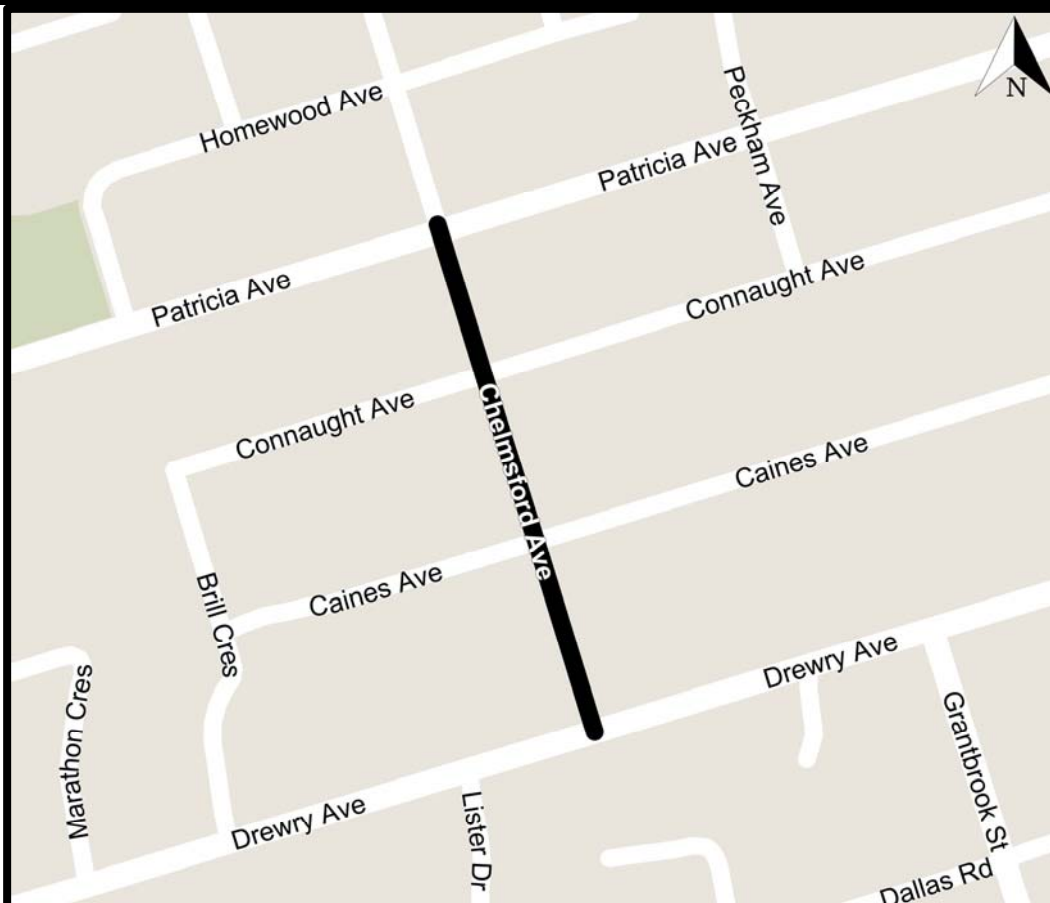 N
Homewood Ave
Peckham Ave
Patricia Ave
Patricia Ave
Connaught Ave
Connaught Ave
Chelmsford Ave
Caines Ave
Caines Ave
Brill Cres
Drewry Ave
Marathon Cres
Grantbrook St
Drewry Ave
Lister Dr
Dallas Rd